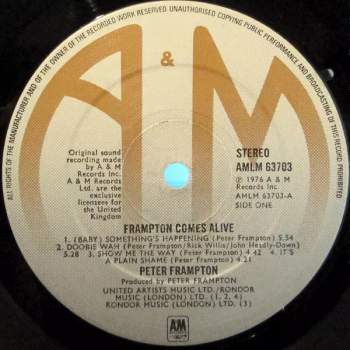 ALL RIGHTS OF THE MANUFACTURER AND OF THE OWNER OF THE RECORDED WORK RESERVED UNAUTHORISED COPYING PUBLIC PERFORMANCE AND BROADCASTING OF THIS RECORD PROHIBITED
A & M
Original sound
recording made
by A & M
Records Inc.
A & M Records
Ltd. are the
exclusive
licensees for
the United
Kingdom
STEREO
AMLM 63703
℗ 1976 A & M
Records Inc
AMLM 63703-A
SIDE ONE
FRAMPTON COMES ALIVE
1. (BABY) SOMETHING'S HAPPENING (Peter Frampton) 5.54
2. DOOBIE WAH (Peter Frampton/Rick Wills/John Headly-Down)
5.28 3. SHOW ME THE WAY (Peter Frampton) 4.42 4. IT'S
A PLAIN SHAME (Peter Frampton) 4.21
PETER FRAMPTON
Produced by PETER FRAMPTON
UNITED ARTISTS MUSIC LTD./RONDOR
MUSIC (LONDON) LTD. (1, 2, 4)
RONDOR MUSIC (LONDON) LTD. (3)
A&M